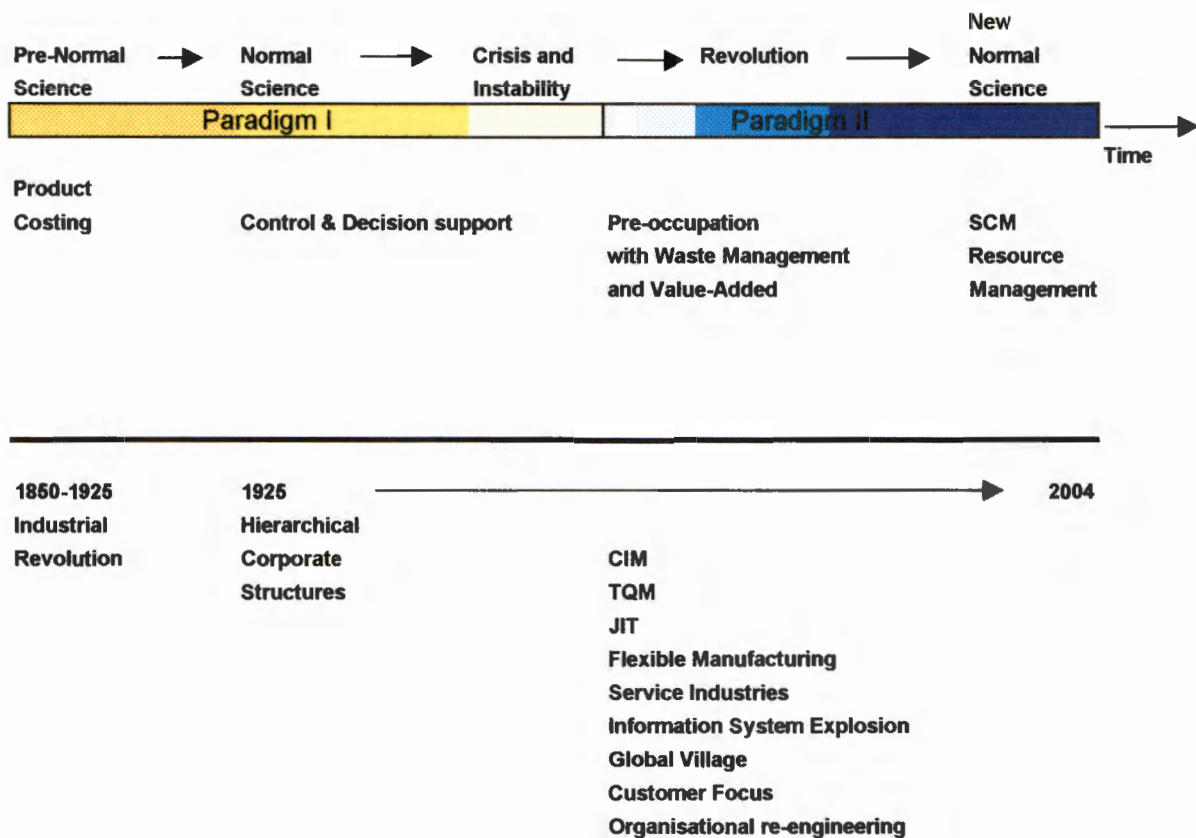 Pre-Normal
Science
Normal
Science
Crisis and
Instability
Revolution
New
Normal
Science
Paradigm I
Paradigm II
Time
Product
Costing
Control & Decision support
Pre-occupation
with Waste Management
and Value-Added
SCM
Resource
Management
1850-1925
Industrial
Revolution
1925
Hierarchical
Corporate
Structures
2004
CIM
TQM
JIT
Flexible Manufacturing
Service Industries
Information System Explosion
Global Village
Customer Focus
Organisational re-engineering